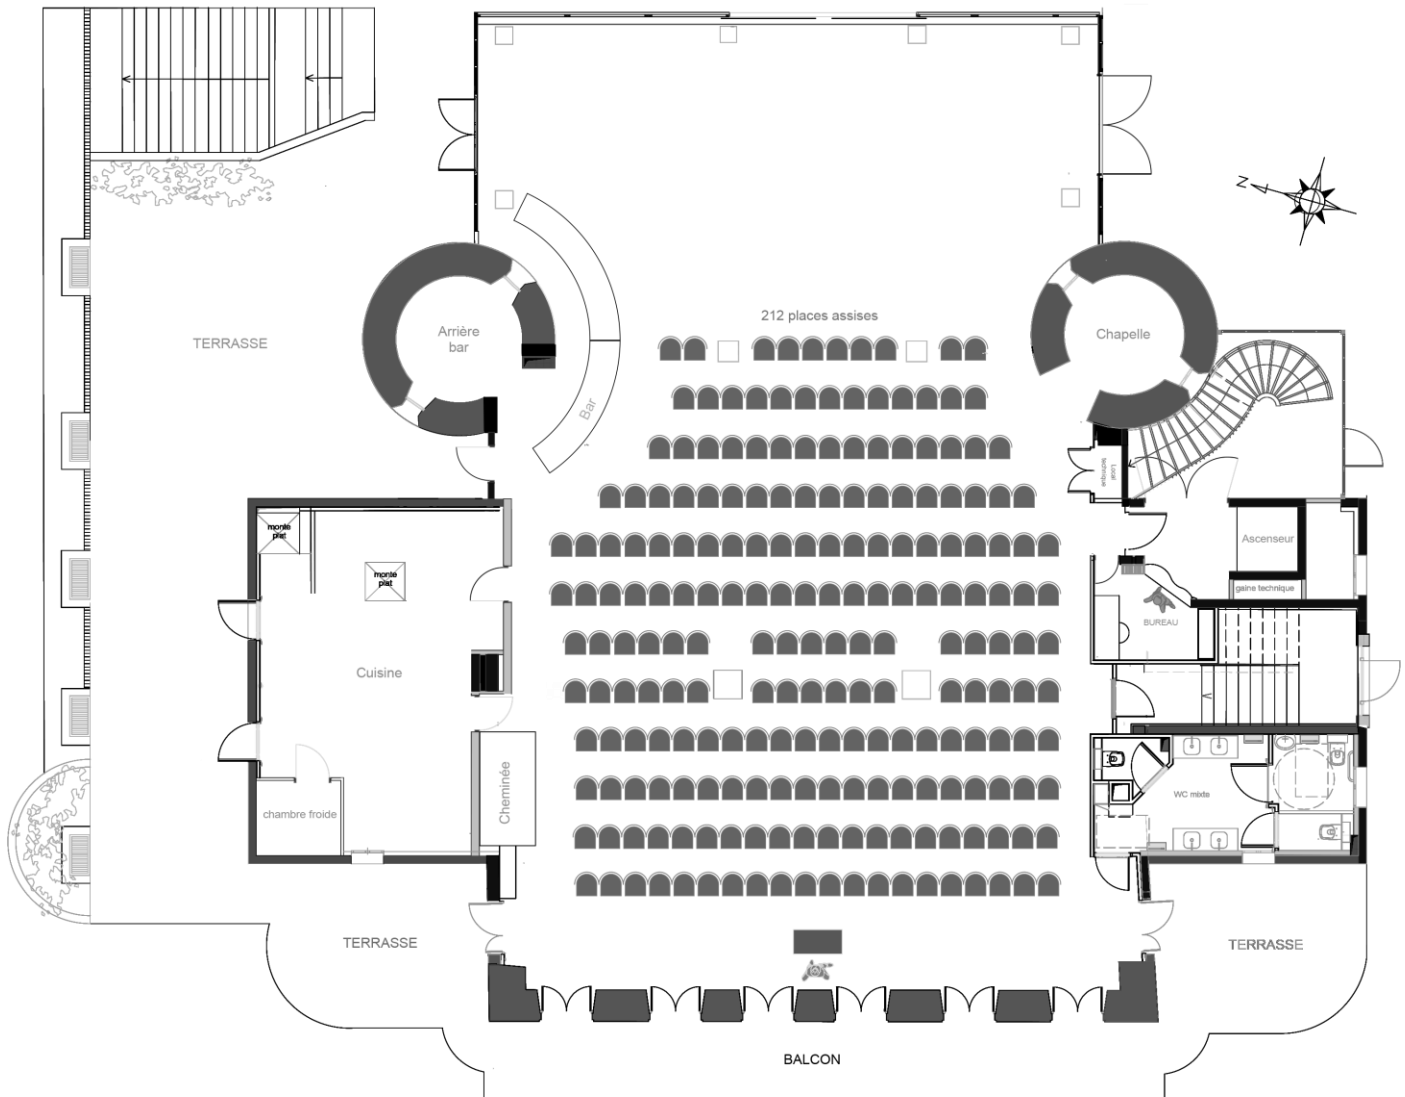 N
212 places assises
TERRASSE
Arrière
bar
Chapelle
Bar
Local
technique
monte
plat
monte
plat
Ascenseur
gaine technique
BUREAU
Cuisine
Cheminée
WC mixte
chambre froide
TERRASSE
TERRASSE
BALCON